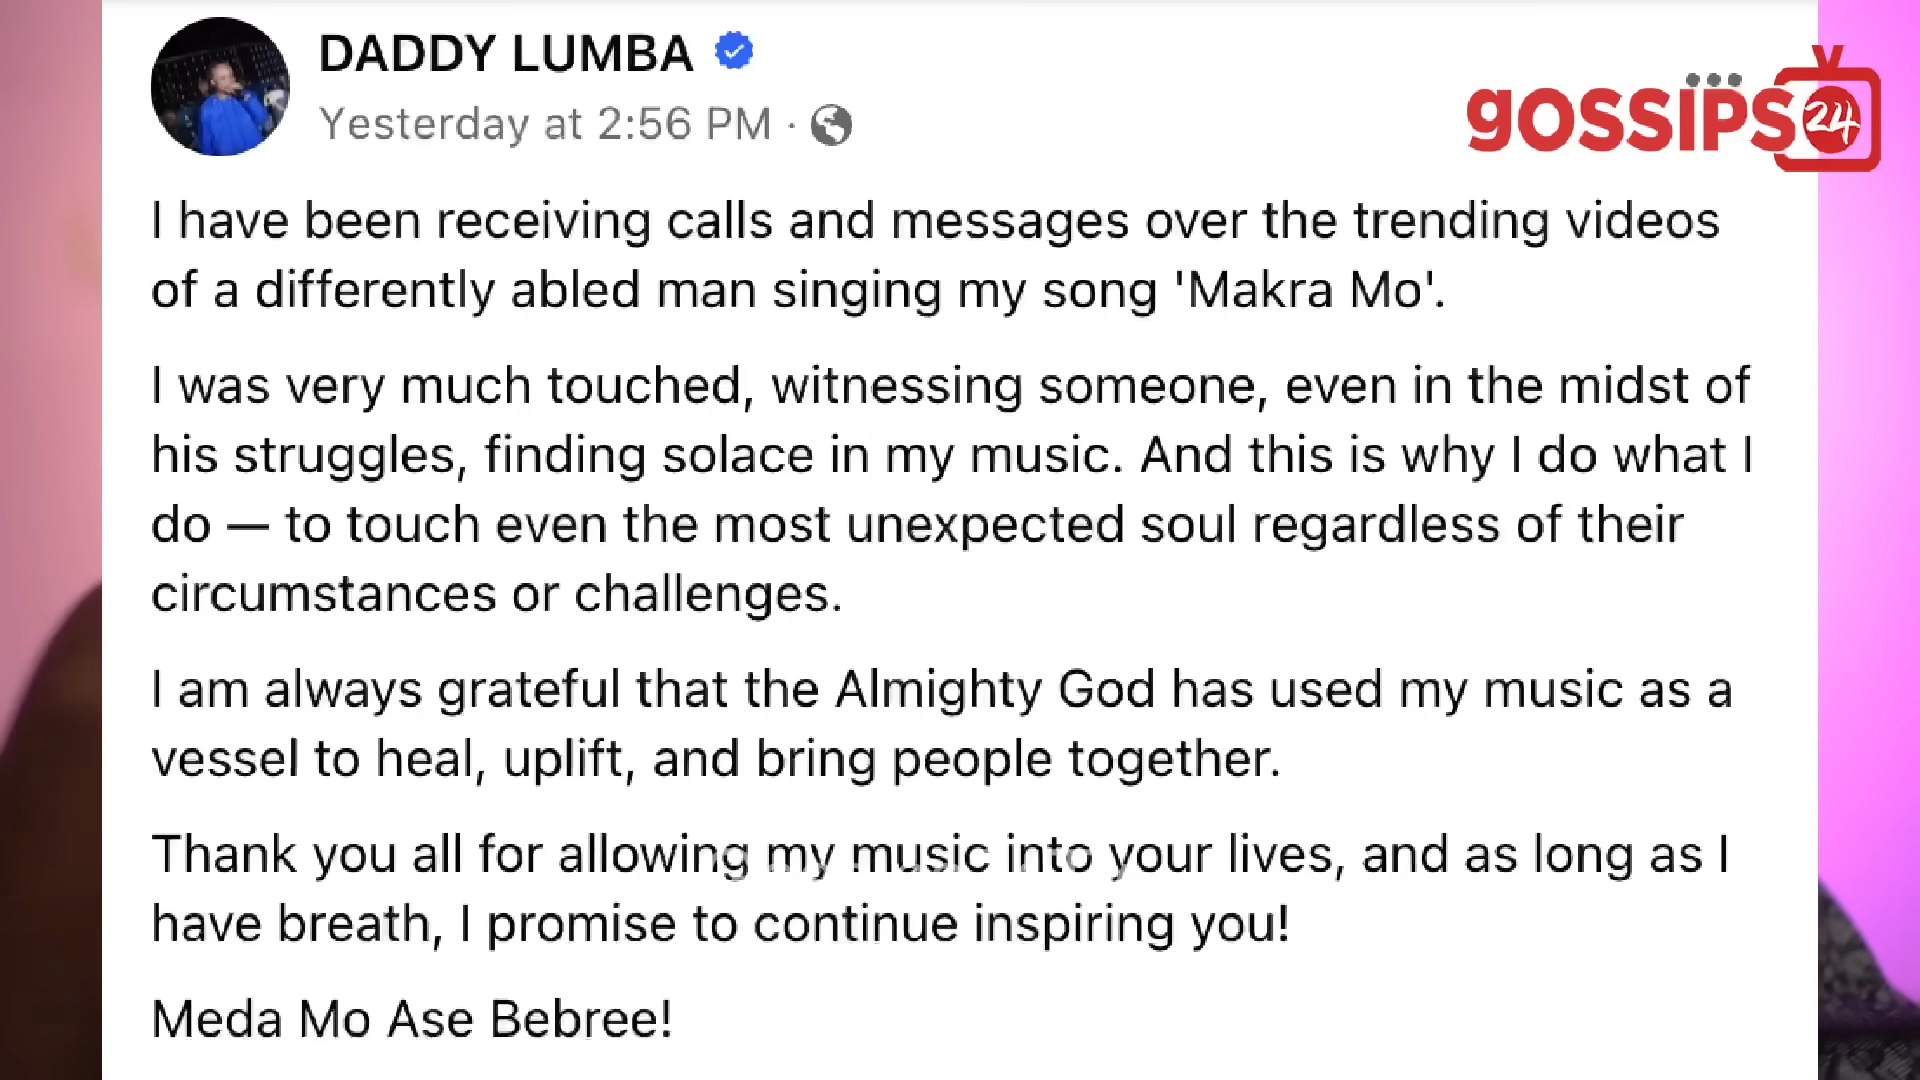 DADDY LUMBA
Yesterday at 2:56 PM ·
gossips24
I have been receiving calls and messages over the trending videos
of a differently abled man singing my song 'Makra Mo'.
I was very much touched, witnessing someone, even in the midst of
his struggles, finding solace in my music. And this is why I do what I
do — to touch even the most unexpected soul regardless of their
circumstances or challenges.
I am always grateful that the Almighty God has used my music as a
vessel to heal, uplift, and bring people together.
Thank you all for allowing my music into your lives, and as long as I
have breath, I promise to continue inspiring you!
Meda Mo Ase Bebree!